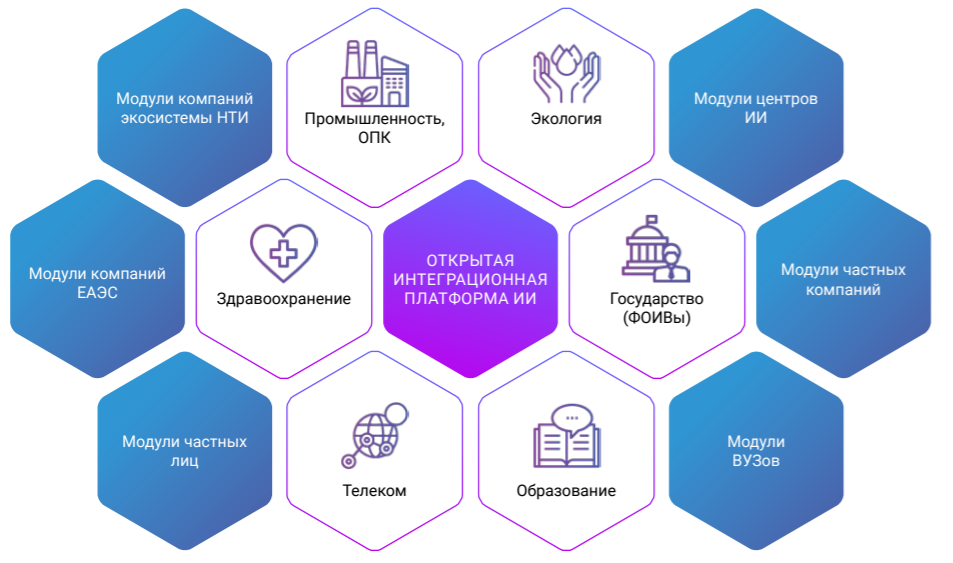 Модули компаний
экосистемы НТИ
Промышленность,
ОПК
Экология
Модули центров
ИИ
Модули компаний
ЕАЭС
Здравоохранение
ОТКРЫТАЯ
ИНТЕГРАЦИОННАЯ
ПЛАТФОРМА ИИ
Государство
(ФОИВы)
Модули частных
компаний
Модули частных
лиц
Телеком
Образование
Модули
ВУЗов